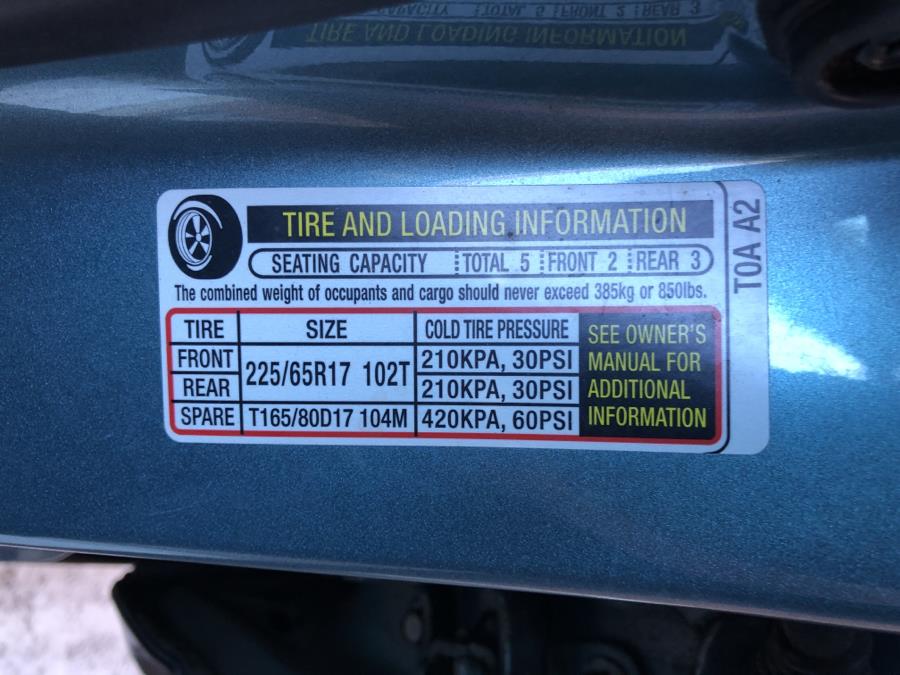 TIRE AND LOADING INFORMATION
SEATING CAPACITY TOTAL 5 FRONT 2 REAR 3
The combined weight of occupants and cargo should never exceed 385kg or 850lbs.
TIRE SIZE COLD TIRE PRESSURE
FRONT 225/65R17 102T 210KPA, 30PSI
REAR 210KPA, 30PSI
SPARE T165/80D17 104M 420KPA, 60PSI
SEE OWNER'S
MANUAL FOR
ADDITIONAL
INFORMATION
T0A A2